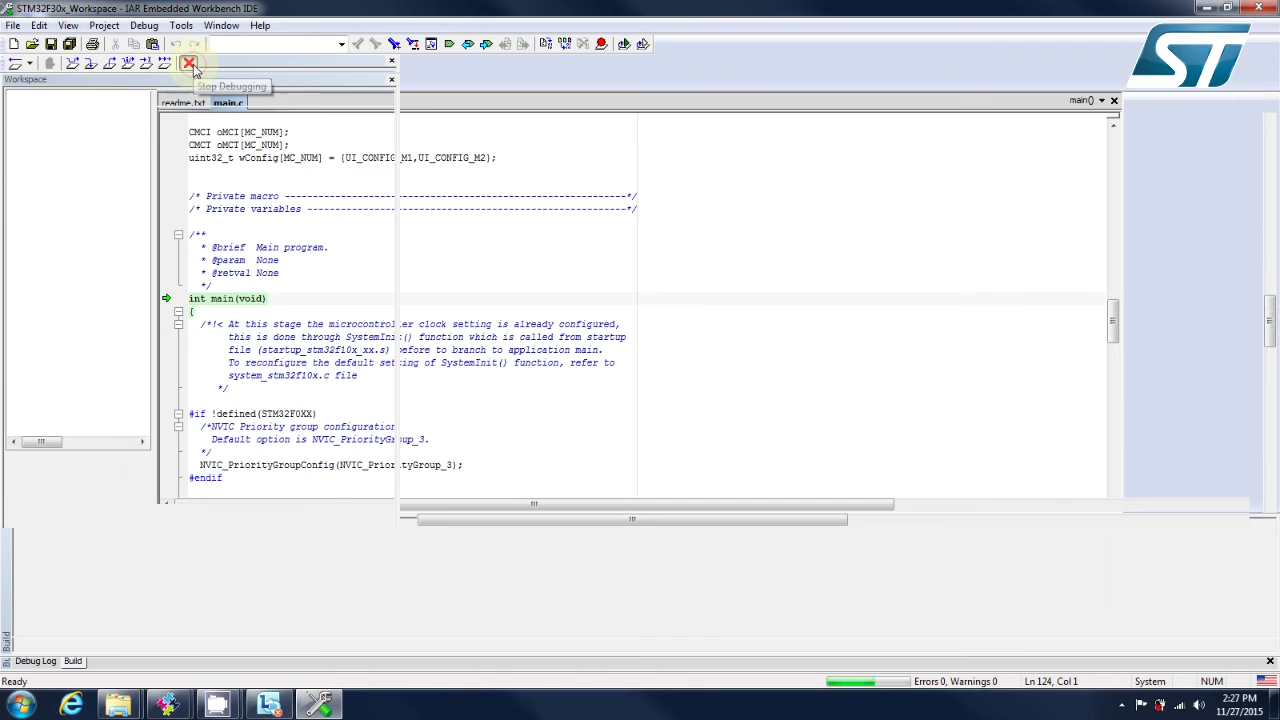 STM32F30x_Workspace - IAR Embedded Workbench IDE
File Edit View Project Debug Tools Window Help
Workspace
Stop Debugging
readme.txt main.c
main()
CMCI oMCI[MC_NUM];
CMCI oMCI[MC_NUM];
uint32_t wConfig[MC_NUM] = {UI_CONFIG_M1,UI_CONFIG_M2};
/* Private macro -------------------------------------------------------------*/
/* Private variables ---------------------------------------------------------*/
/**
* @brief Main program.
* @param None
* @retval None
*/
int main(void)
{
/*!< At this stage the microcontroller clock setting is already configured,
this is done through SystemInit() function which is called from startup
file (startup_stm32f10x_xx.s) before to branch to application main.
To reconfigure the default setting of SystemInit() function, refer to
system_stm32f10x.c file
*/
#if !defined(STM32F0XX)
/*NVIC Priority group configuration
Default option is NVIC_PriorityGroup_3.
*/
NVIC_PriorityGroupConfig(NVIC_PriorityGroup_3);
#endif
Build
Debug Log Build
Ready
Errors 0, Warnings 0
Ln 124, Col 1
System
NUM
2:27 PM
11/27/2015
ST